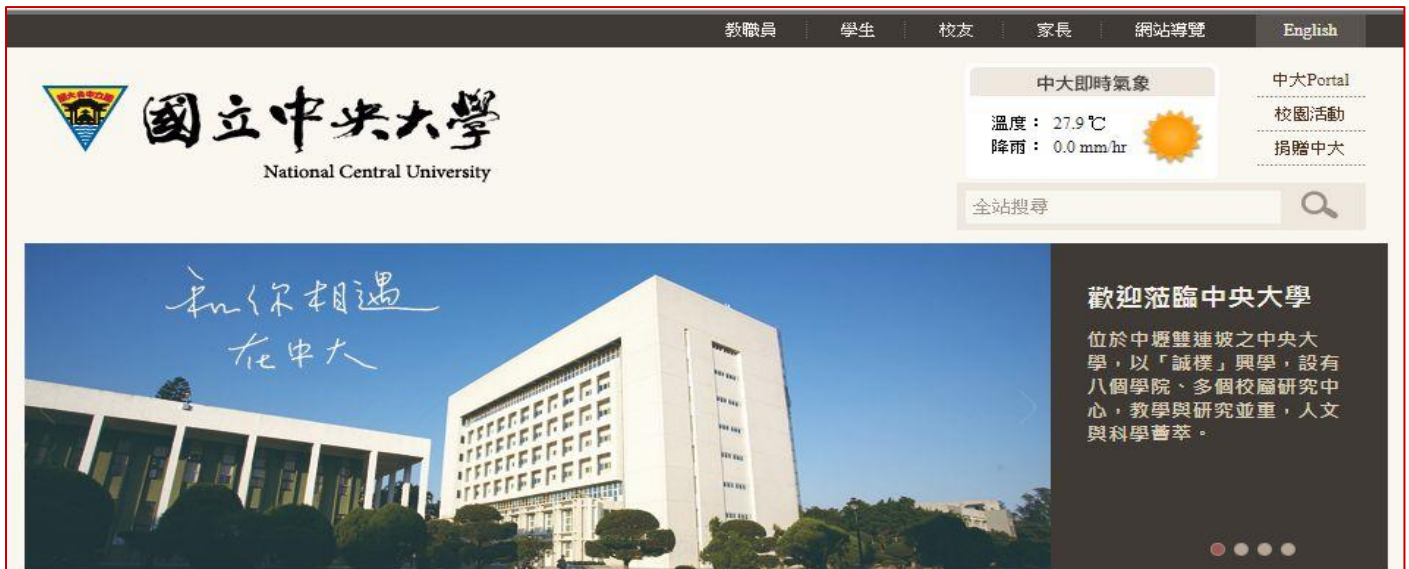 教職員 學生 校友 家長 網站導覽 English
國立中央大學
National Central University
中大即時氣象
溫度： 27.9 ℃
降雨： 0.0 mm/hr
中大Portal
校園活動
捐贈中大
全站搜尋
和你相遇
在中大
歡迎蒞臨中央大學
位於中壢雙連坡之中央大
學，以「誠樸」興學，設有
八個學院、多個校屬研究中
心，教學與研究並重，人文
與科學薈萃。